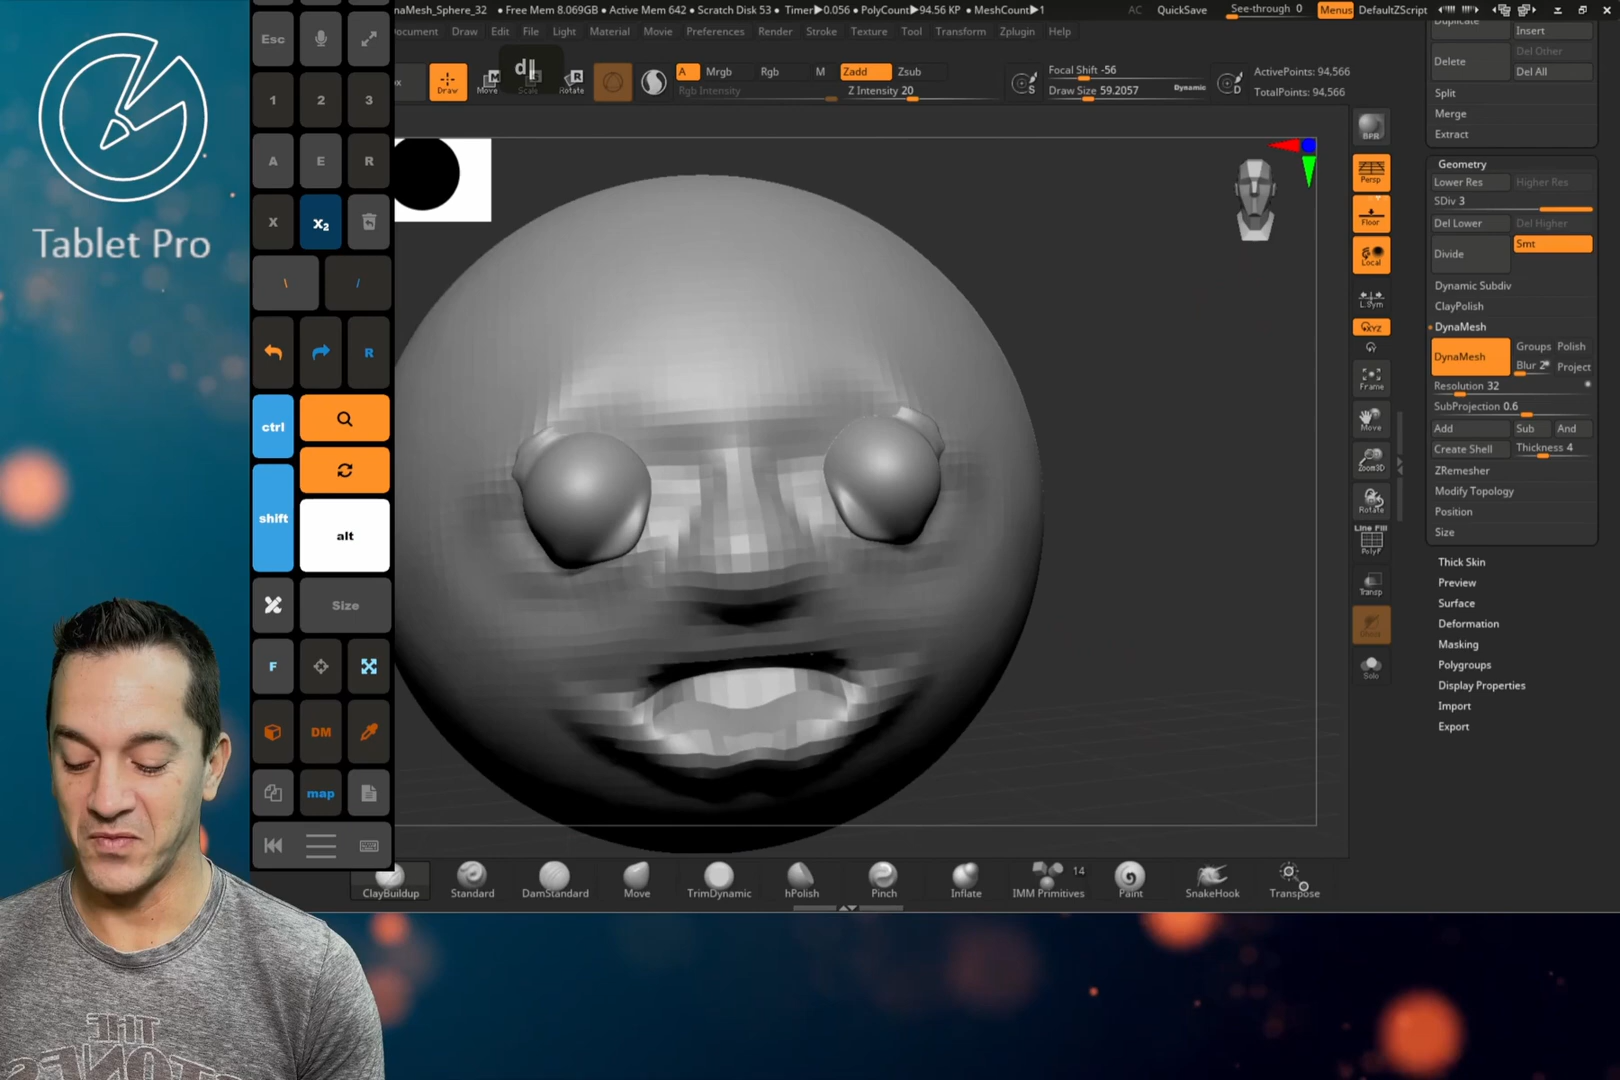 Tablet Pro
Esc
1 2 3
A E R
X X₂
\ /
R
ctrl
shift
alt
Size
F
DM
map
naMesh_Sphere_32 • Free Mem 8.069GB • Active Mem 642 • Scratch Disk 53 • Timer▶0.056 • PolyCount▶94.56 KP • MeshCount▶1
AC QuickSave See-through 0 Menus DefaultZScript
ocument Draw Edit File Light Material Movie Preferences Render Stroke Texture Tool Transform Zplugin Help
ox Draw Move Scale Rotate
d
M R
A Mrgb Rgb M Zadd Zsub
Rgb Intensity Z Intensity 20
S Focal Shift -56
Draw Size 59.2057 Dynamic
D
ActivePoints: 94,566
TotalPoints: 94,566
BPR
Persp
Floor
Local
L.Sym
XYZ
Y
Frame
Move
Zoom3D
Rotate
Line Fill
PolyF
Transp
Solo
Duplicate Insert
Delete Del Other
Del All
Split
Merge
Extract
Geometry
Lower Res Higher Res
SDiv 3
Del Lower Del Higher
Divide Smt
Dynamic Subdiv
ClayPolish
DynaMesh
DynaMesh Groups Polish
Blur 2 Project
Resolution 32
SubProjection 0.6
Add Sub And
Create Shell Thickness 4
ZRemesher
Modify Topology
Position
Size
Thick Skin
Preview
Surface
Deformation
Masking
Polygroups
Display Properties
Import
Export
ClayBuildup Standard DamStandard Move TrimDynamic hPolish Pinch Inflate IMM Primitives 14 Paint SnakeHook Transpose
THE